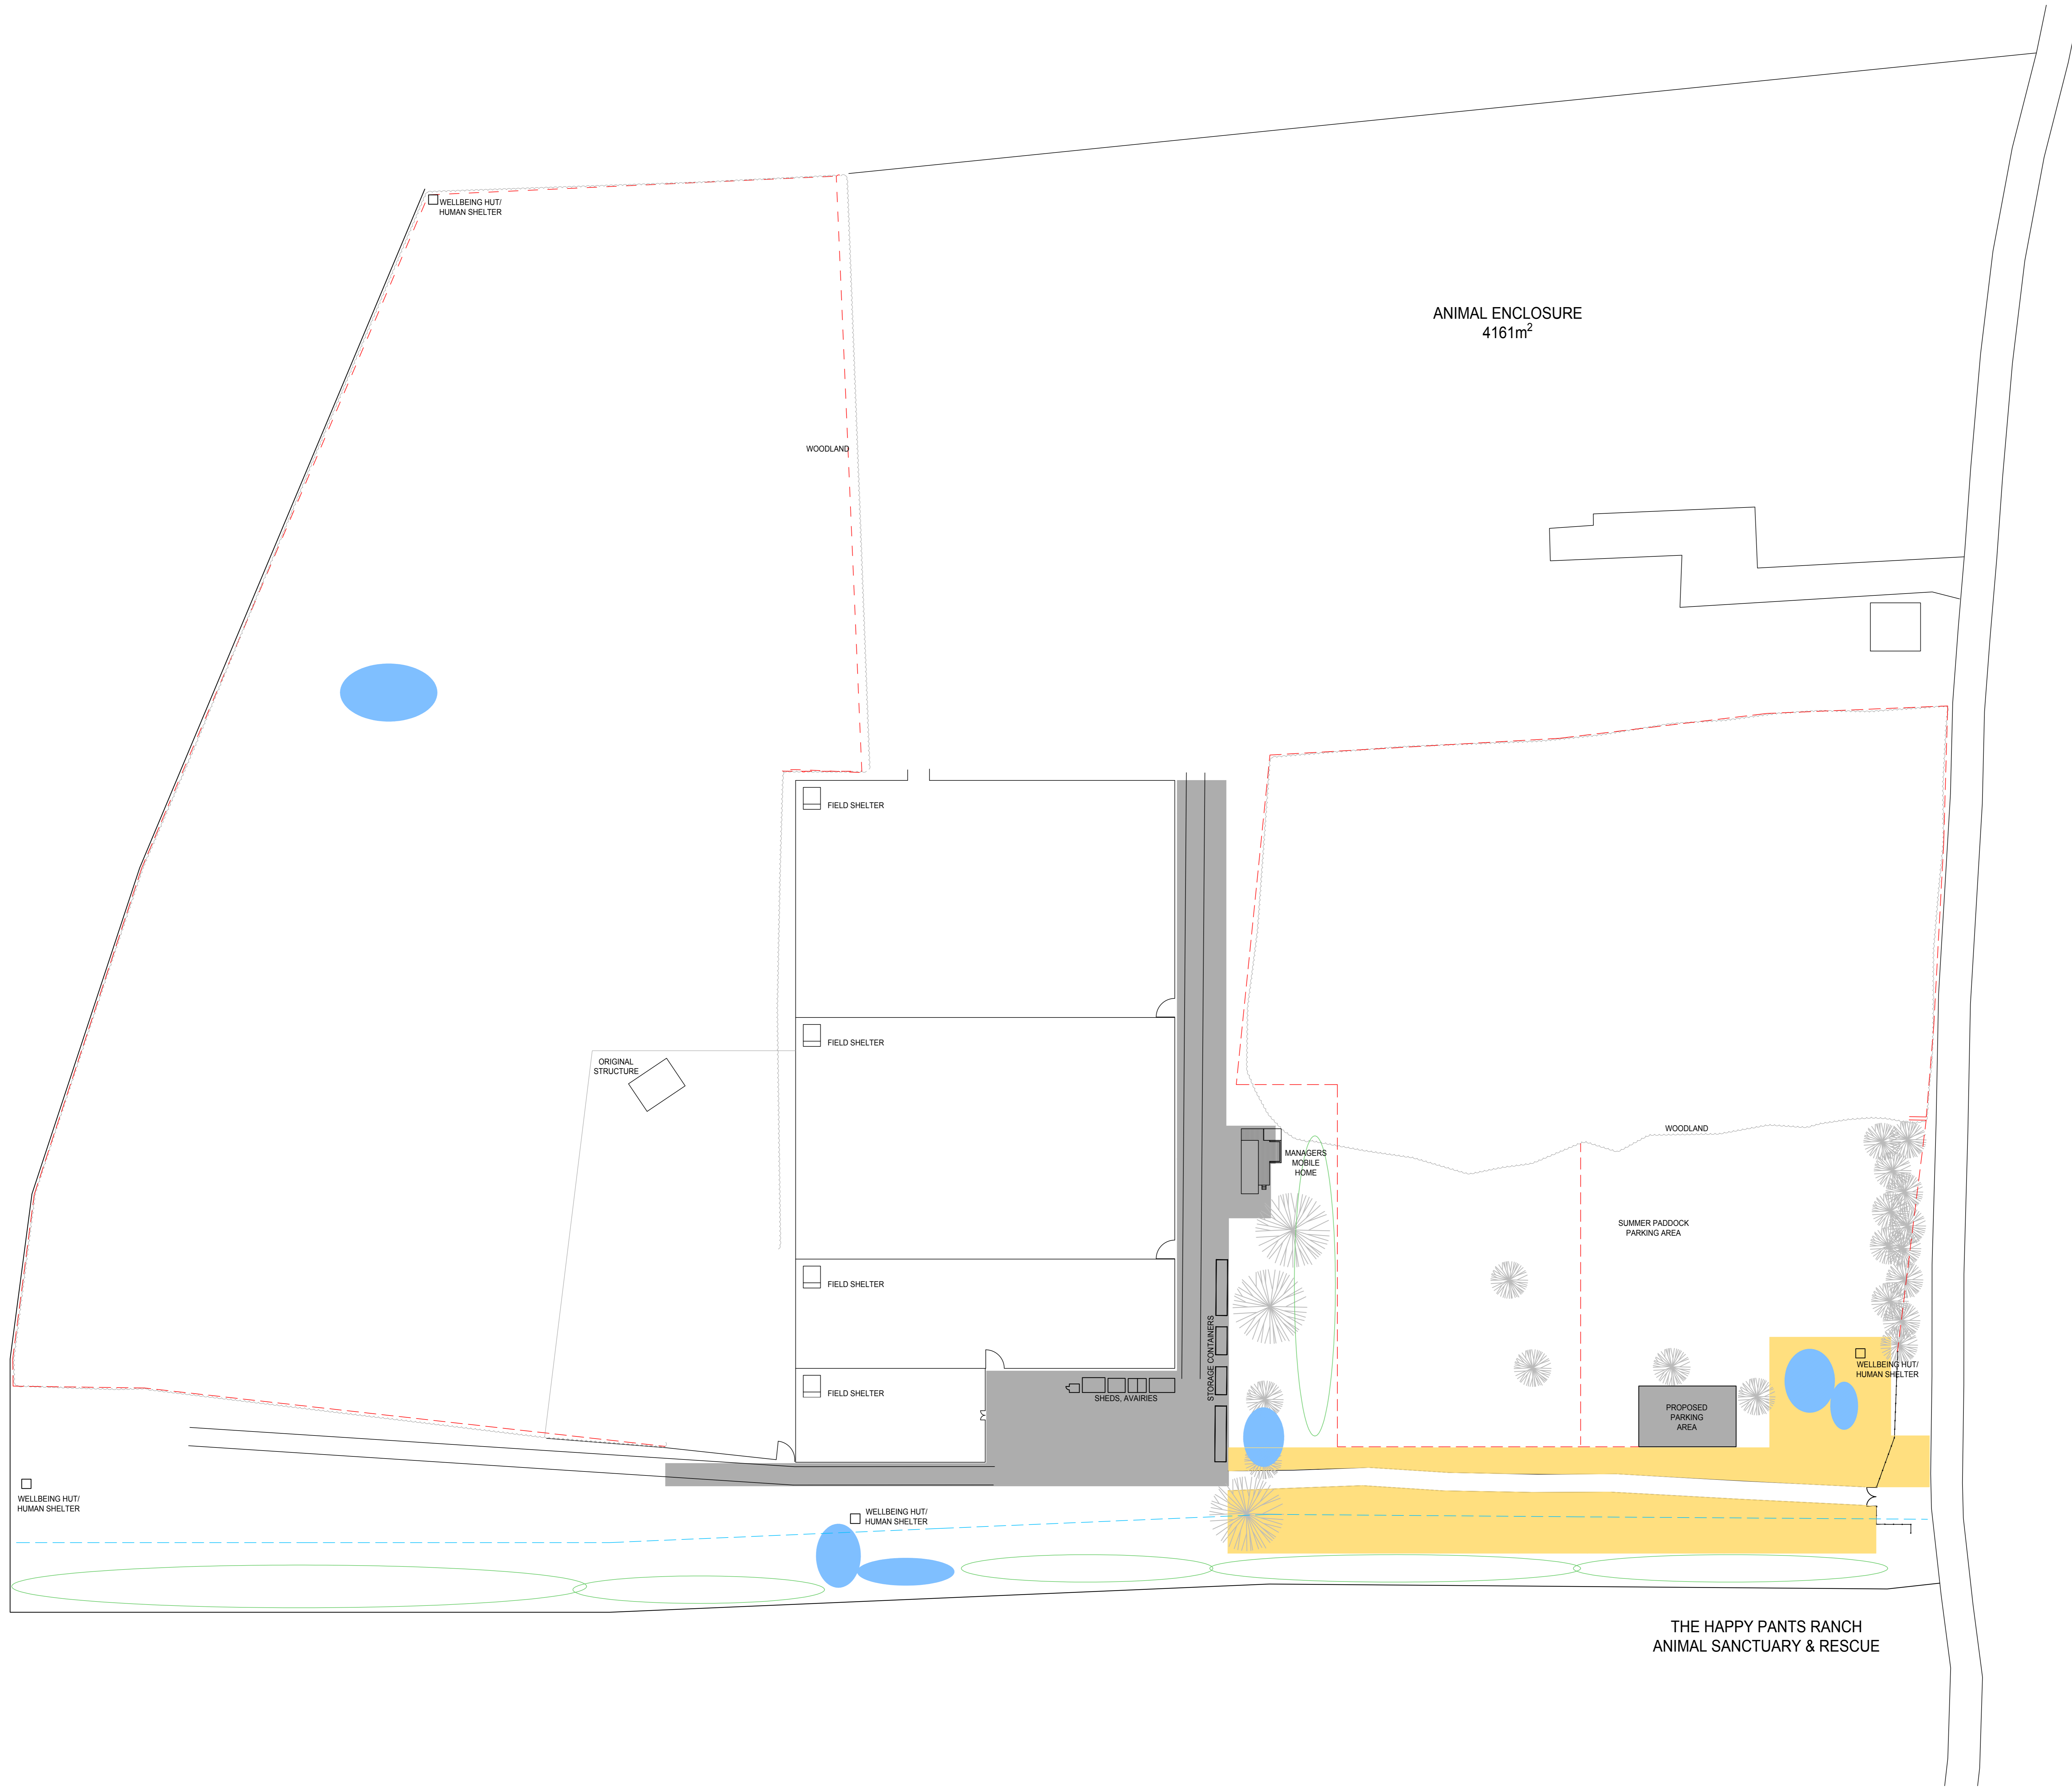 WELLBEING HUT/
HUMAN SHELTER
ANIMAL ENCLOSURE
4161m²
WOODLAND
FIELD SHELTER
FIELD SHELTER
ORIGINAL
STRUCTURE
WOODLAND
MANAGERS
MOBILE
HOME
SUMMER PADDOCK
PARKING AREA
FIELD SHELTER
STORAGE CONTAINERS
WELLBEING HUT/
HUMAN SHELTER
FIELD SHELTER
SHEDS, AVAIRIES
PROPOSED
PARKING
AREA
WELLBEING HUT/
HUMAN SHELTER
WELLBEING HUT/
HUMAN SHELTER
THE HAPPY PANTS RANCH
ANIMAL SANCTUARY & RESCUE